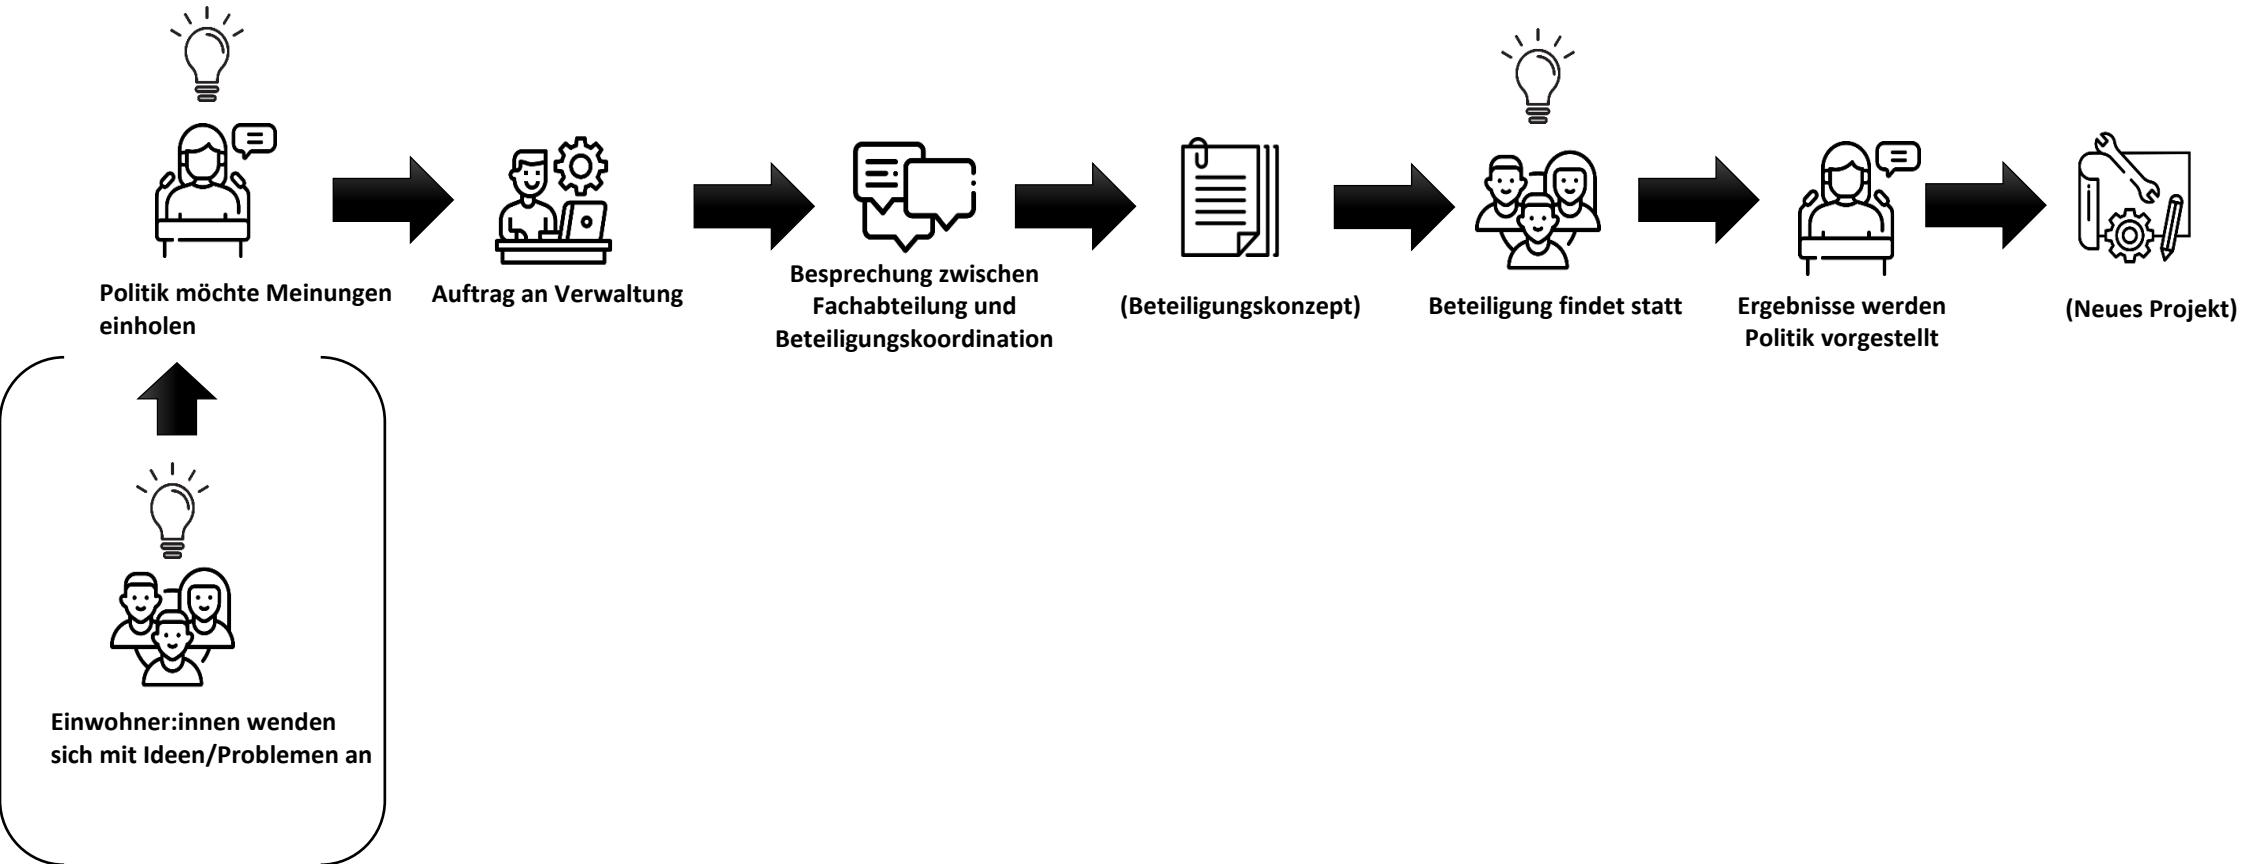 Politik möchte Meinungen
einholen
Auftrag an Verwaltung
Besprechung zwischen
Fachabteilung und
Beteiligungskoordination
(Beteiligungskonzept)
Beteiligung findet statt
Ergebnisse werden
Politik vorgestellt
(Neues Projekt)
Einwohner:innen wenden
sich mit Ideen/Problemen an